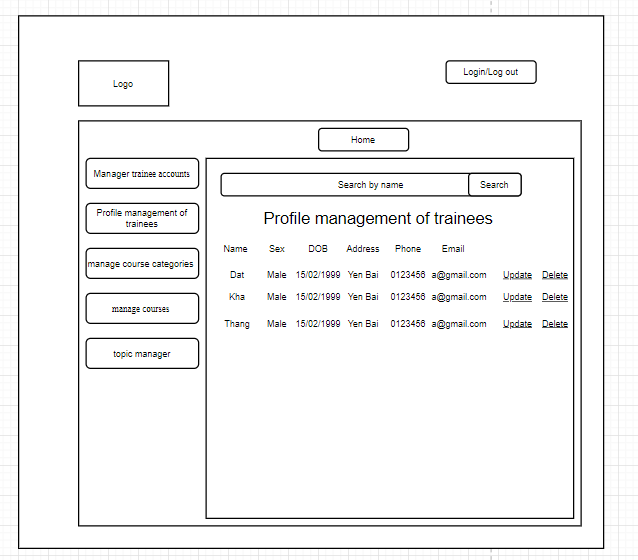 Logo
Login/Log out
Home
Manager trainee accounts
Profile management of
trainees
manage course categories
manage courses
topic manager
Search by name
Search
Profile management of trainees
Name Sex DOB Address Phone Email
Dat Male 15/02/1999 Yen Bai 0123456 a@gmail.com Update Delete
Kha Male 15/02/1999 Yen Bai 0123456 a@gmail.com Update Delete
Thang Male 15/02/1999 Yen Bai 0123456 a@gmail.com Update Delete